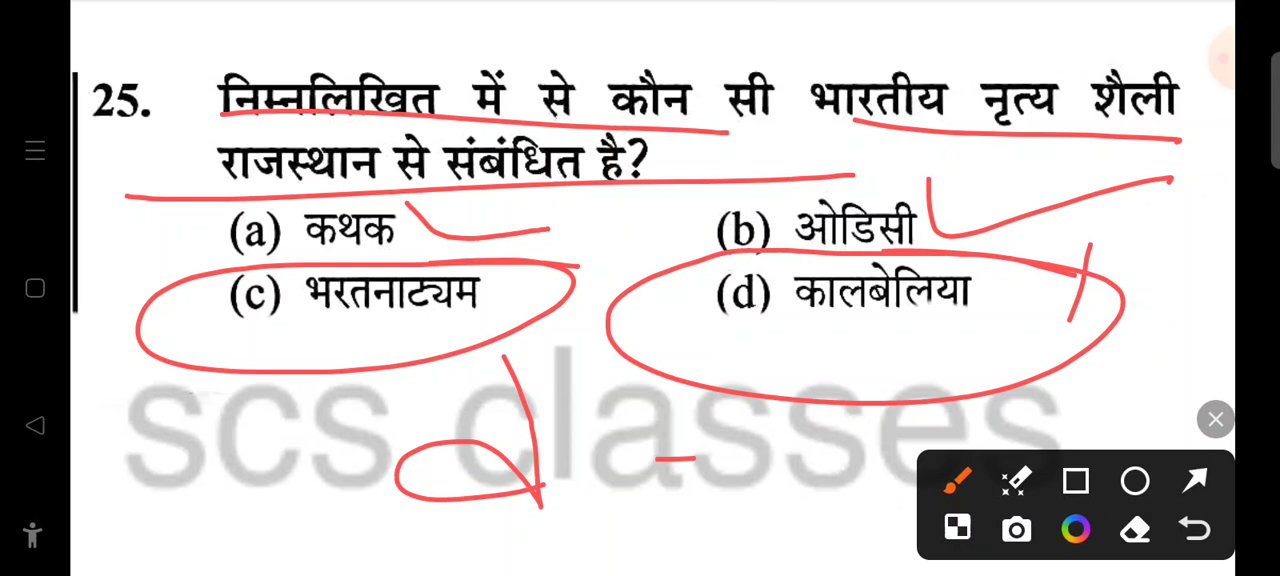 25. निम्नलिखित में से कौन सी भारतीय नृत्य शैली
राजस्थान से संबंधित है?
(a) कथक (b) ओडिसी
(c) भरतनाट्यम (d) कालबेलिया
scs classes
d -